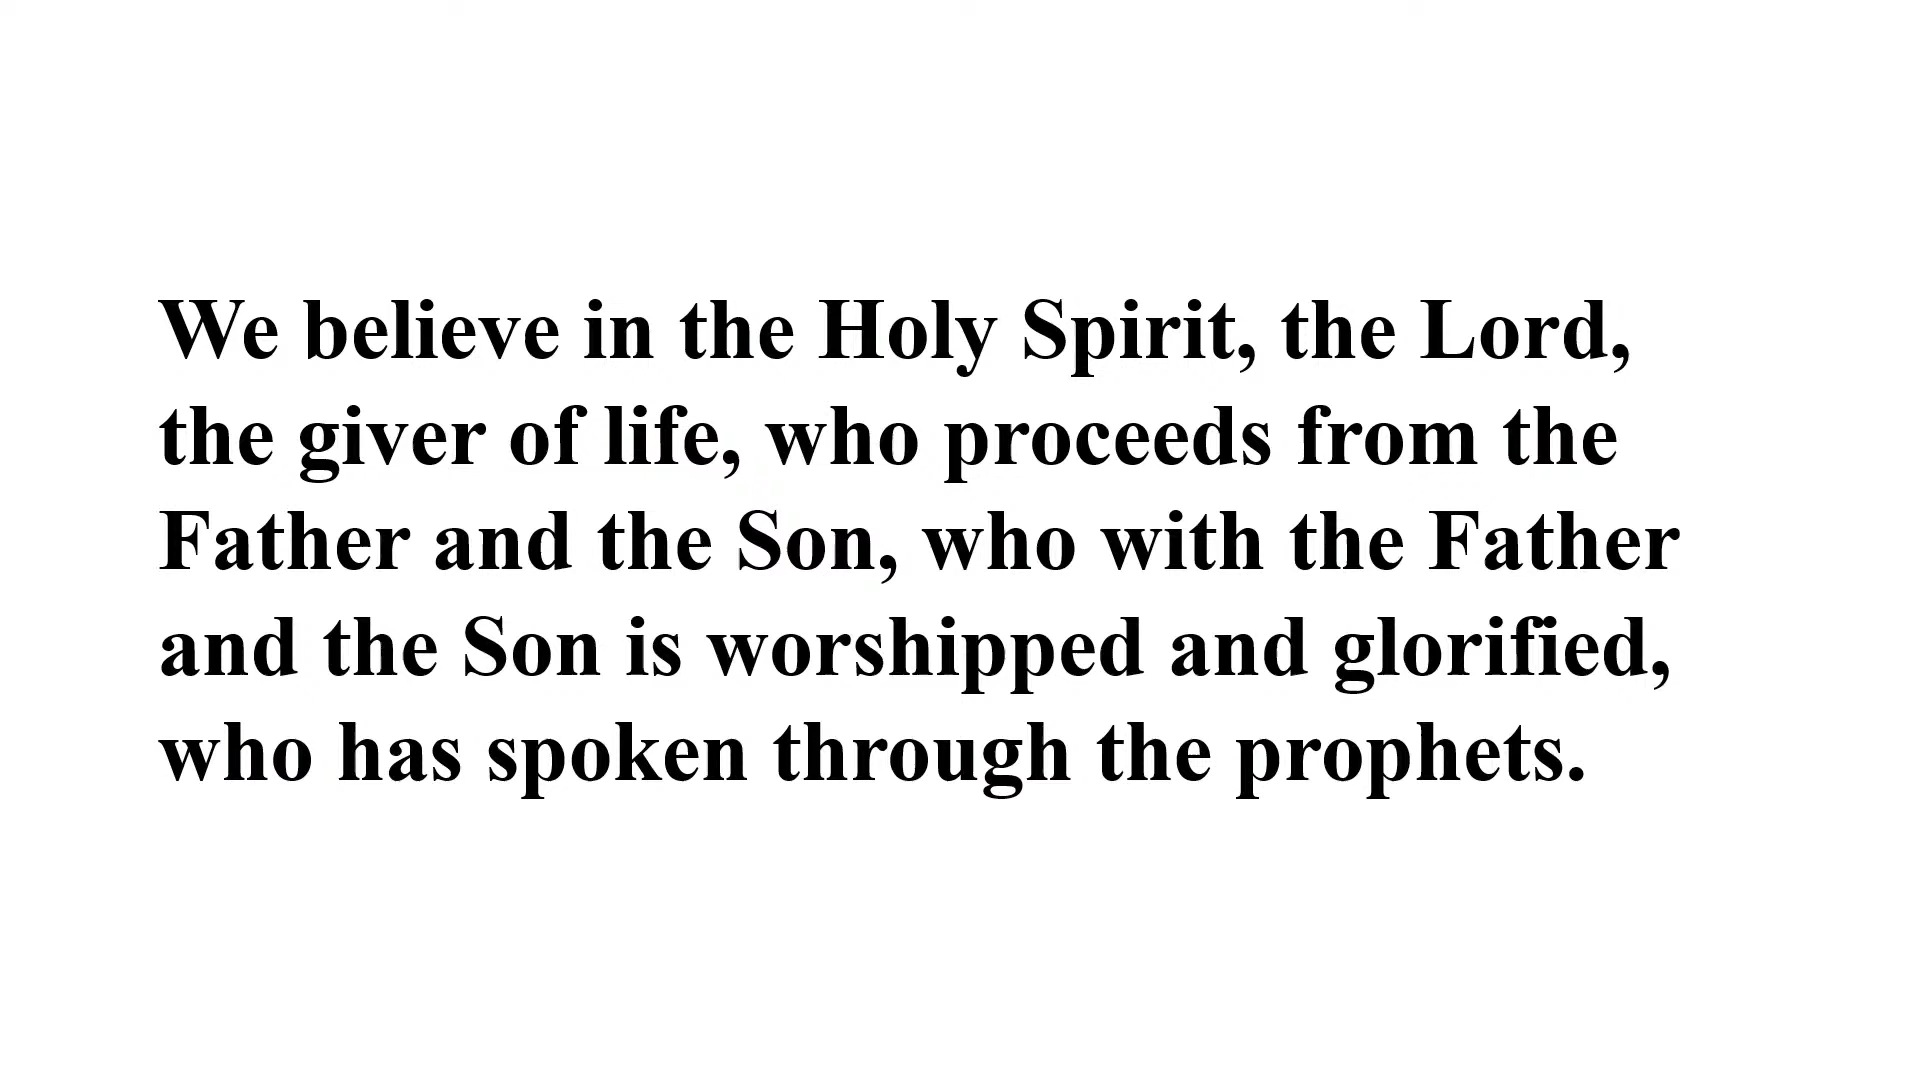 We believe in the Holy Spirit, the Lord,
the giver of life, who proceeds from the
Father and the Son, who with the Father
and the Son is worshipped and glorified,
who has spoken through the prophets.